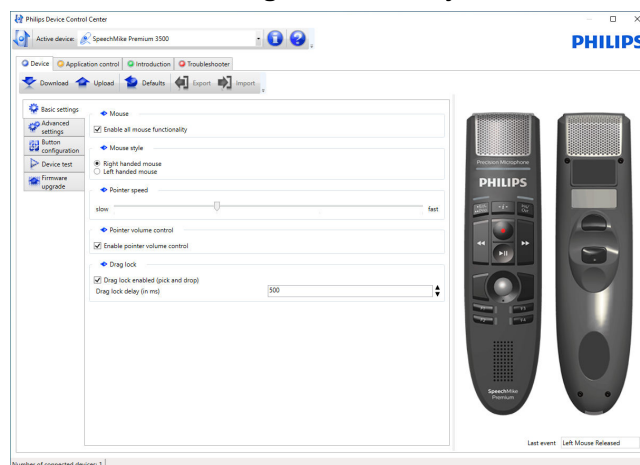 Philips Device Control Center
Active device: SpeechMike Premium 3500
PHILIPS
Device Application control Introduction Troubleshooter
Download Upload Defaults Export Import
Basic settings
Advanced settings
Button configuration
Device test
Firmware upgrade
Mouse
Enable all mouse functionality
Mouse style
Right handed mouse
Left handed mouse
Pointer speed
slow fast
Pointer volume control
Enable pointer volume control
Drag lock
Drag lock enabled (pick and drop)
Drag lock delay (in ms) 500
Precision Microphone
PHILIPS
SpeechMike
Premium
Last event Left Mouse Released
Number of connected devices: 1